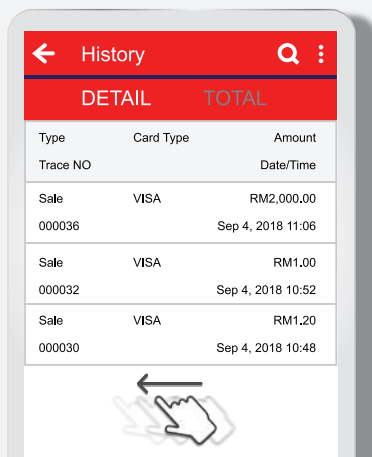 History
DETAIL TOTAL
Type Card Type Amount
Trace NO Date/Time
Sale VISA RM2,000.00
000036 Sep 4, 2018 11:06
Sale VISA RM1.00
000032 Sep 4, 2018 10:52
Sale VISA RM1.20
000030 Sep 4, 2018 10:48